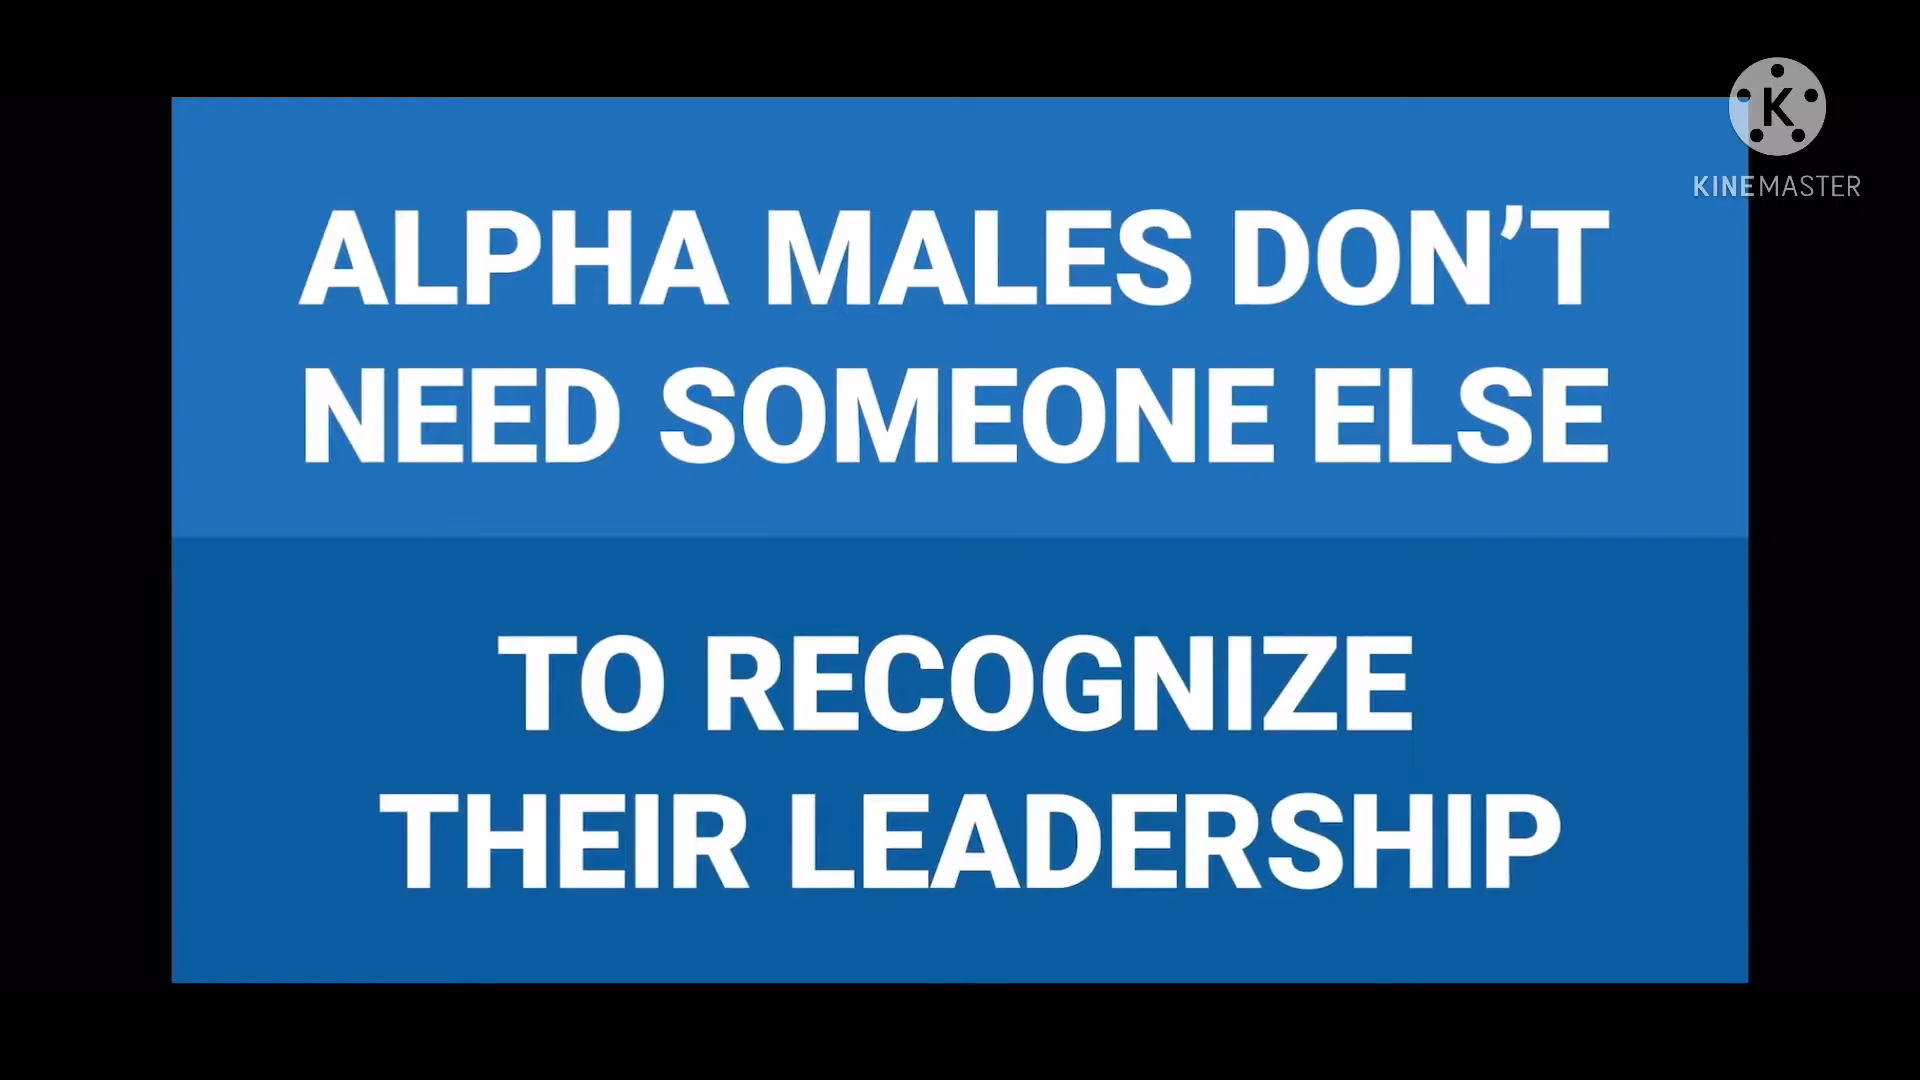 K
KINEMASTER
ALPHA MALES DON’T
NEED SOMEONE ELSE
TO RECOGNIZE
THEIR LEADERSHIP